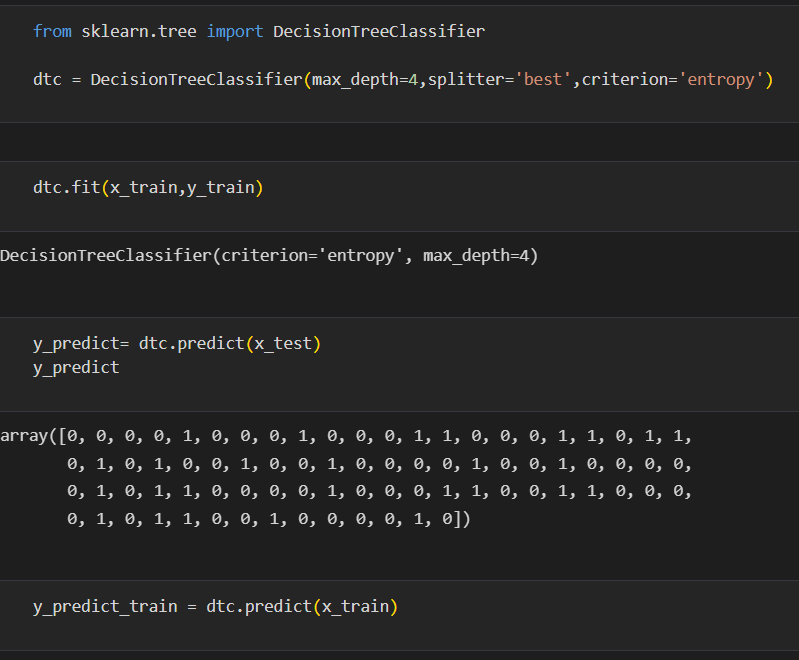 from sklearn.tree import DecisionTreeClassifier
dtc = DecisionTreeClassifier(max_depth=4,splitter='best',criterion='entropy')
dtc.fit(x_train,y_train)
DecisionTreeClassifier(criterion='entropy', max_depth=4)
y_predict= dtc.predict(x_test)
y_predict
array([0, 0, 0, 0, 1, 0, 0, 0, 1, 0, 0, 0, 1, 1, 0, 0, 0, 1, 1, 0, 1, 1,
0, 1, 0, 1, 0, 0, 1, 0, 0, 1, 0, 0, 0, 0, 1, 0, 0, 1, 0, 0, 0, 0,
0, 1, 0, 1, 1, 0, 0, 0, 0, 1, 0, 0, 0, 1, 1, 0, 0, 1, 1, 0, 0, 0,
0, 1, 0, 1, 1, 0, 0, 1, 0, 0, 0, 0, 1, 0])
y_predict_train = dtc.predict(x_train)